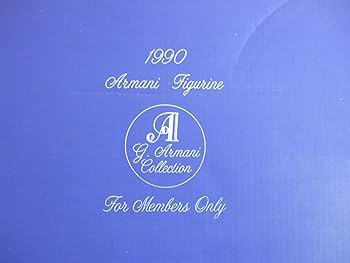 1990
Armani Figurine
A
G. Armani
Collection
For Members Only